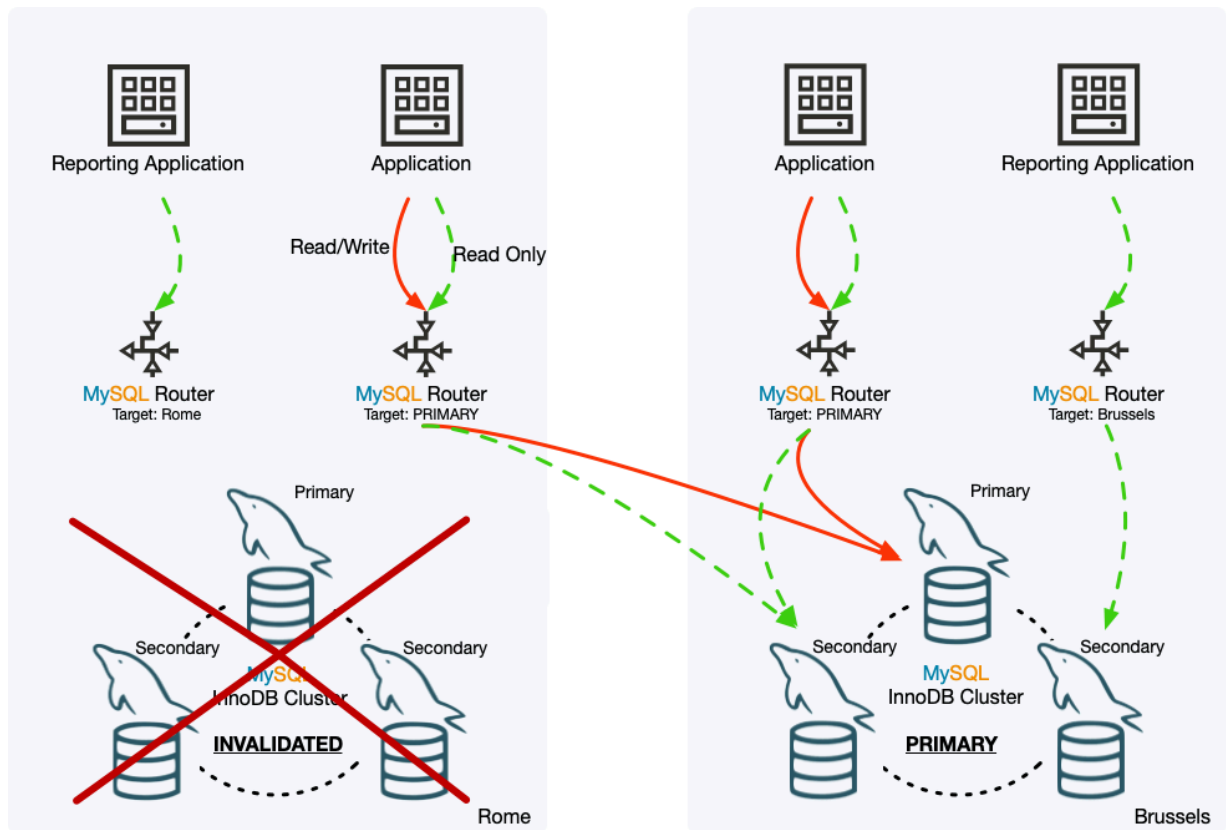 Reporting Application
Application
Application
Reporting Application
Read/Write
Read Only
MySQL Router
Target: Rome
MySQL Router
Target: PRIMARY
MySQL Router
Target: PRIMARY
MySQL Router
Target: Brussels
Primary
Secondary
Secondary
MySQL
InnoDB Cluster
INVALIDATED
Rome
Primary
Secondary
Secondary
MySQL
InnoDB Cluster
PRIMARY
Brussels